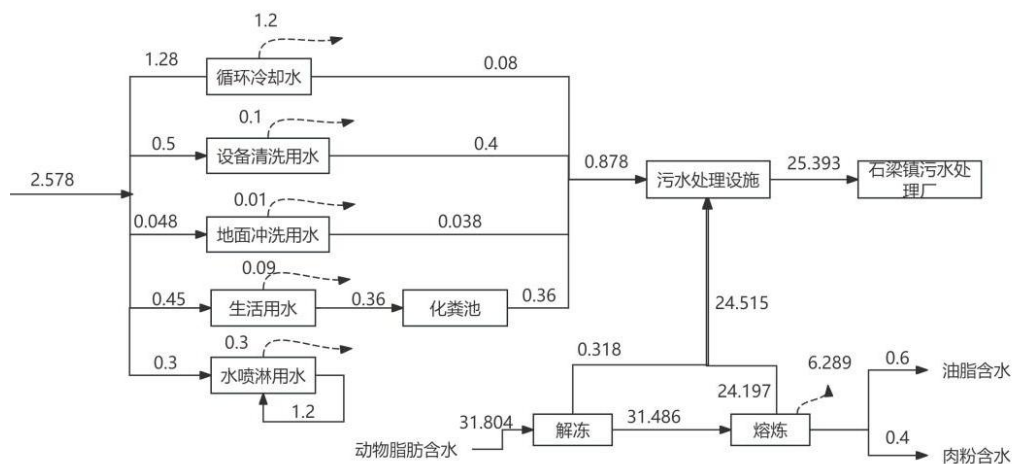 1.2
1.28
循环冷却水
0.08
0.1
0.5
设备清洗用水
0.4
2.578
0.878
污水处理设施
25.393
石梁镇污水处
理厂
0.01
0.048
地面冲洗用水
0.038
0.09
0.45
生活用水
0.36
化粪池
0.36
24.515
0.3
0.3
水喷淋用水
1.2
0.318
6.289
0.6
油脂含水
24.197
动物脂肪含水
31.804
解冻
31.486
熔炼
0.4
肉粉含水